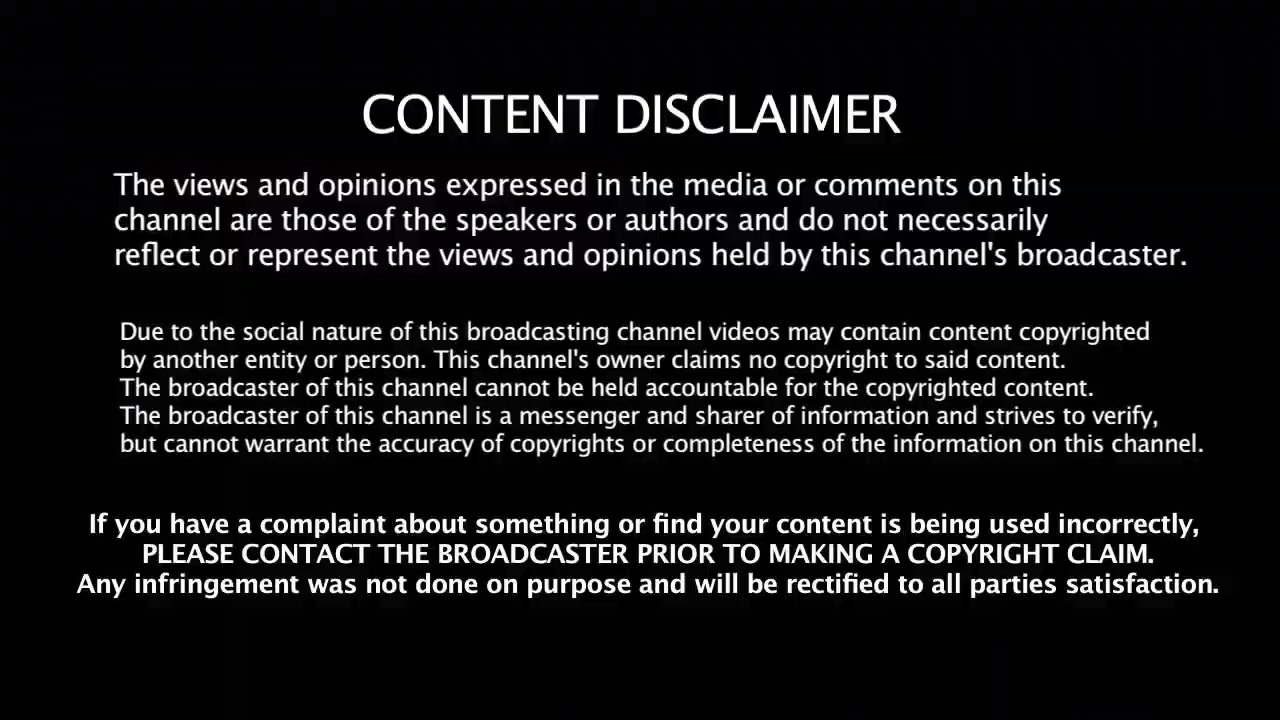 CONTENT DISCLAIMER
The views and opinions expressed in the media or comments on this
channel are those of the speakers or authors and do not necessarily
reflect or represent the views and opinions held by this channel's broadcaster.
Due to the social nature of this broadcasting channel videos may contain content copyrighted
by another entity or person. This channel's owner claims no copyright to said content.
The broadcaster of this channel cannot be held accountable for the copyrighted content.
The broadcaster of this channel is a messenger and sharer of information and strives to verify,
but cannot warrant the accuracy of copyrights or completeness of the information on this channel.
If you have a complaint about something or find your content is being used incorrectly,
PLEASE CONTACT THE BROADCASTER PRIOR TO MAKING A COPYRIGHT CLAIM.
Any infringement was not done on purpose and will be rectified to all parties satisfaction.